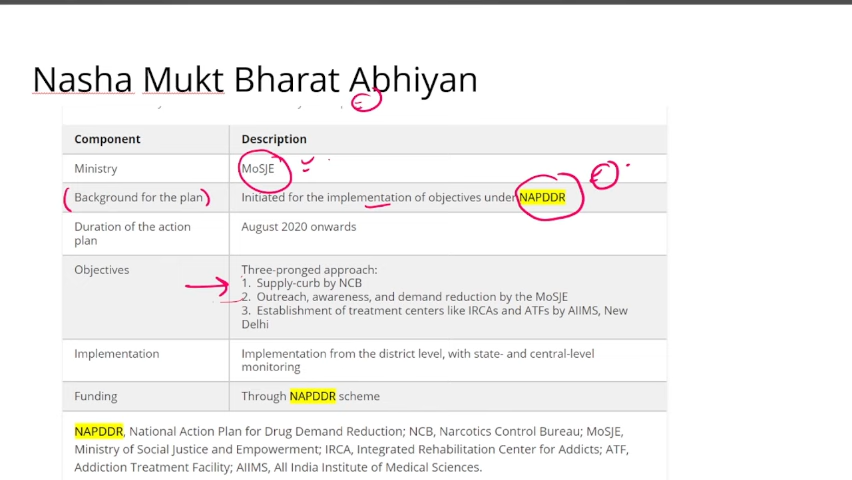 Nasha Mukt Bharat Abhiyan
Component Description
Ministry MoSJE
Background for the plan Initiated for the implementation of objectives under NAPDDR
Duration of the action August 2020 onwards
plan
Objectives Three-pronged approach:
1. Supply-curb by NCB
2. Outreach, awareness, and demand reduction by the MoSJE
3. Establishment of treatment centers like IRCAs and ATFs by AIIMS, New
Delhi
Implementation Implementation from the district level, with state- and central-level
monitoring
Funding Through NAPDDR scheme
NAPDDR, National Action Plan for Drug Demand Reduction; NCB, Narcotics Control Bureau; MoSJE,
Ministry of Social Justice and Empowerment; IRCA, Integrated Rehabilitation Center for Addicts; ATF,
Addiction Treatment Facility; AIIMS, All India Institute of Medical Sciences.